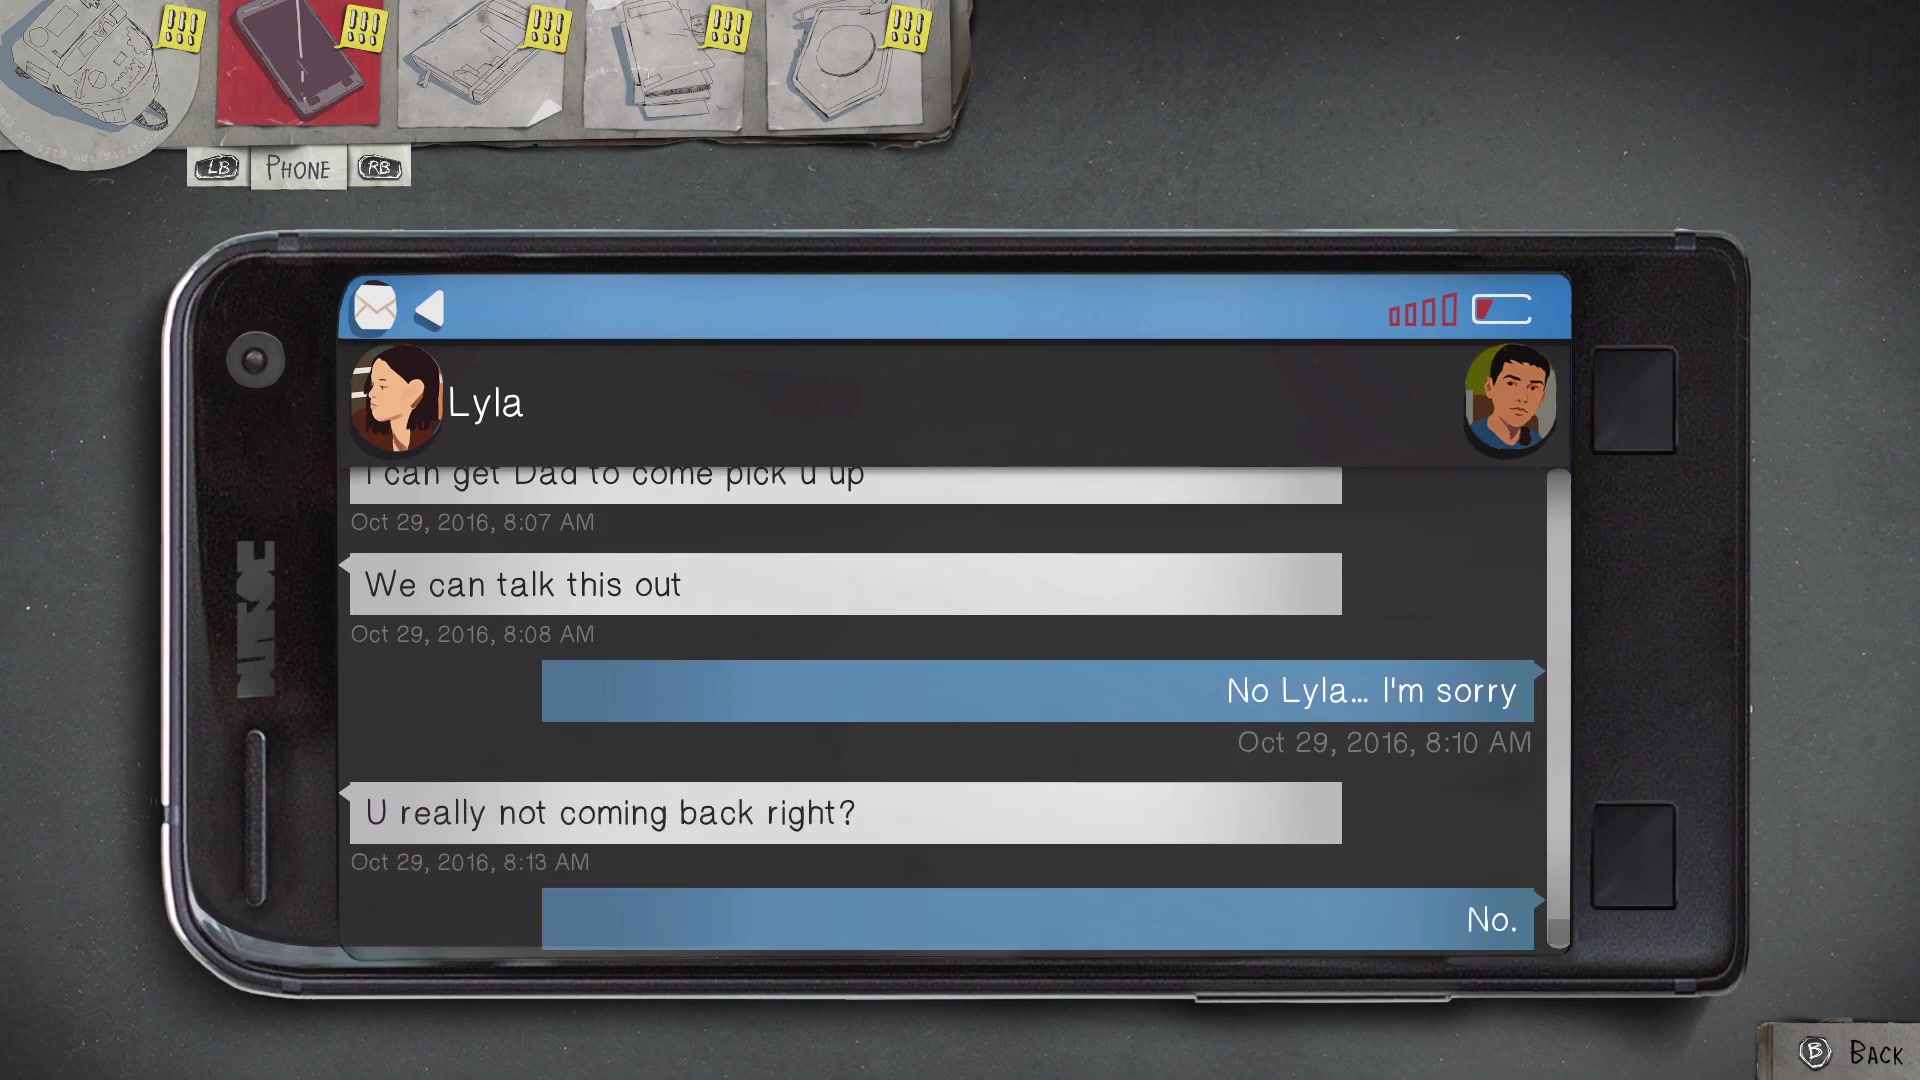 LB PHONE RB
Lyla
I can get Dad to come pick u up
Oct 29, 2016, 8:07 AM
We can talk this out
Oct 29, 2016, 8:08 AM
No Lyla... I'm sorry
Oct 29, 2016, 8:10 AM
U really not coming back right?
Oct 29, 2016, 8:13 AM
No.
B BACK